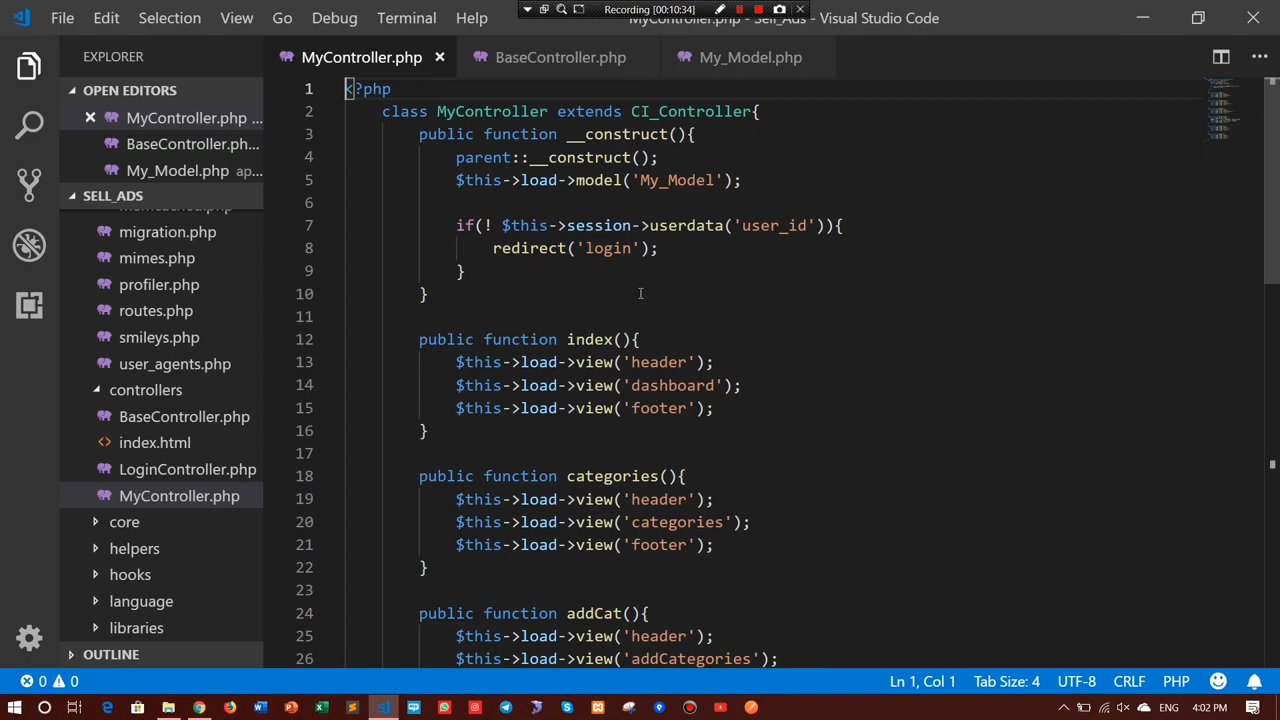 File Edit Selection View Go Debug Terminal Help
Recording [00:10:34]
MyController.php - Sell_Ads - Visual Studio Code
EXPLORER
OPEN EDITORS
MyController.php ...
BaseController.ph...
My_Model.php ap...
SELL_ADS
migration.php
mimes.php
profiler.php
routes.php
smileys.php
user_agents.php
controllers
BaseController.php
index.html
LoginController.php
MyController.php
core
helpers
hooks
language
libraries
OUTLINE
MyController.php BaseController.php My_Model.php
1 <?php
2 class MyController extends CI_Controller{
3 public function __construct(){
4 parent::__construct();
5 $this->load->model('My_Model');
6
7 if(! $this->session->userdata('user_id')){
8 redirect('login');
9 }
10 }
11
12 public function index(){
13 $this->load->view('header');
14 $this->load->view('dashboard');
15 $this->load->view('footer');
16 }
17
18 public function categories(){
19 $this->load->view('header');
20 $this->load->view('categories');
21 $this->load->view('footer');
22 }
23
24 public function addCat(){
25 $this->load->view('header');
26 $this->load->view('addCategories');
0 0 Ln 1, Col 1 Tab Size: 4 UTF-8 CRLF PHP
4:02 PM